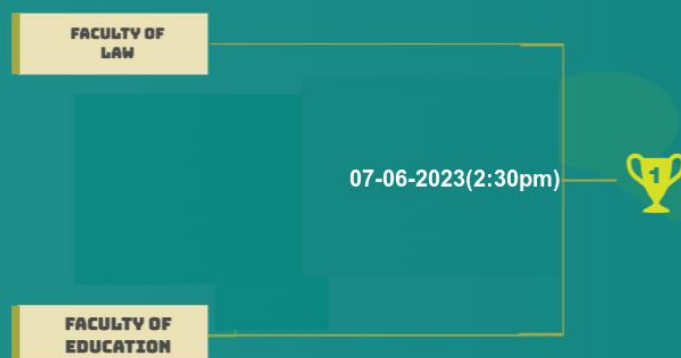 FACULTY OF
LAW
07-06-2023(2:30pm)
1
FACULTY OF
EDUCATION